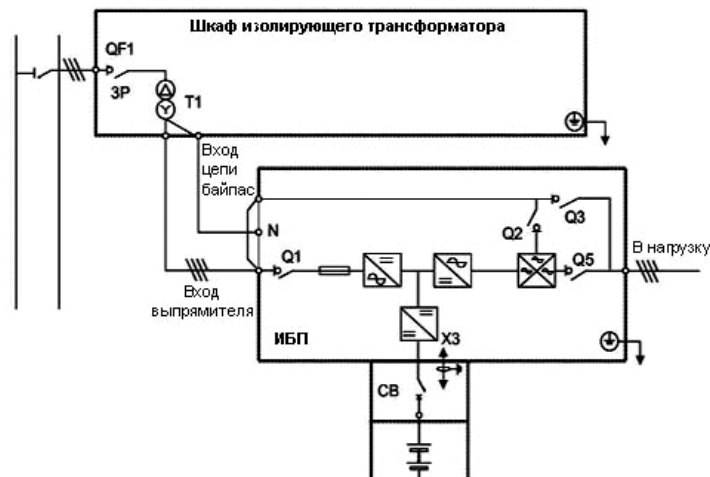 Шкаф изолирующего трансформатора
QF1
3P
T1
Вход
цепи
байпас
N
Q1
Q2
Q3
Q5
В нагрузку
Вход
выпрямителя
ИБП
X3
CB